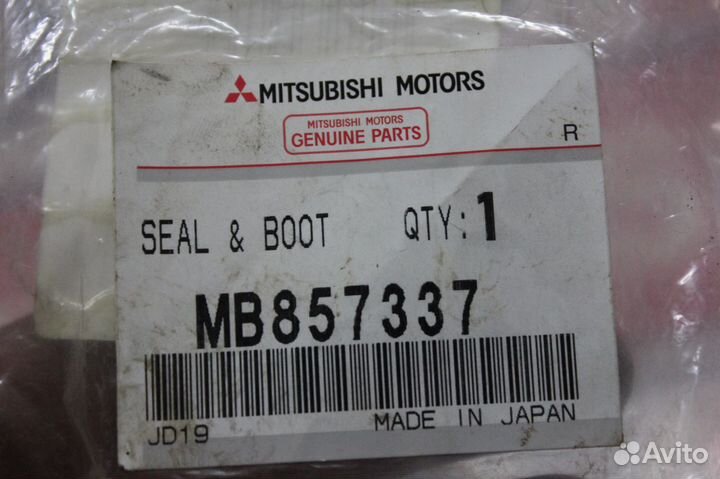 MITSUBISHI MOTORS
MITSUBISHI MOTORS
GENUINE PARTS
R
SEAL & BOOT QTY: 1
MB857337
JD19 MADE IN JAPAN
Avito